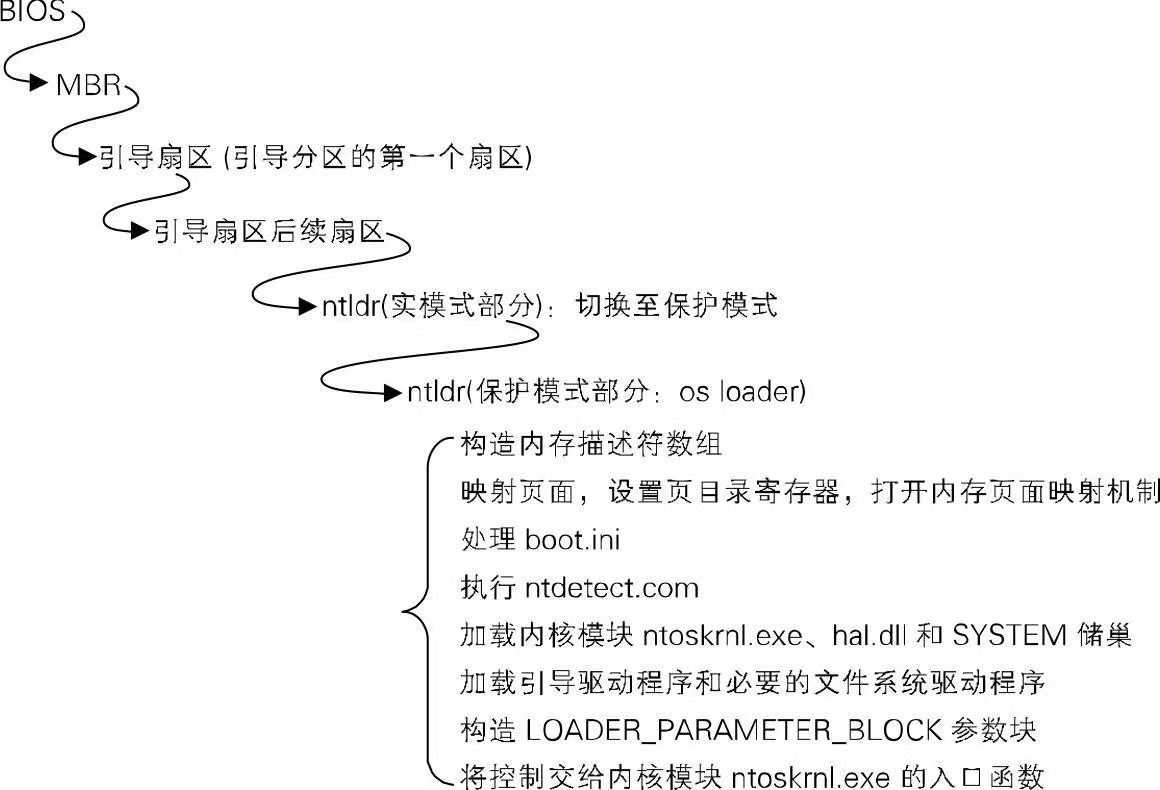 BIOS
MBR
引导扇区 (引导分区的第一个扇区)
引导扇区后续扇区
ntldr(实模式部分)：切换至保护模式
ntldr(保护模式部分：os loader)
构造内存描述符数组
映射页面，设置页目录寄存器，打开内存页面映射机制
处理 boot.ini
执行 ntdetect.com
加载内核模块 ntoskrnl.exe、hal.dll 和 SYSTEM 储巢
加载引导驱动程序和必要的文件系统驱动程序
构造 LOADER_PARAMETER_BLOCK 参数块
将控制交给内核模块 ntoskrnl.exe 的入口函数